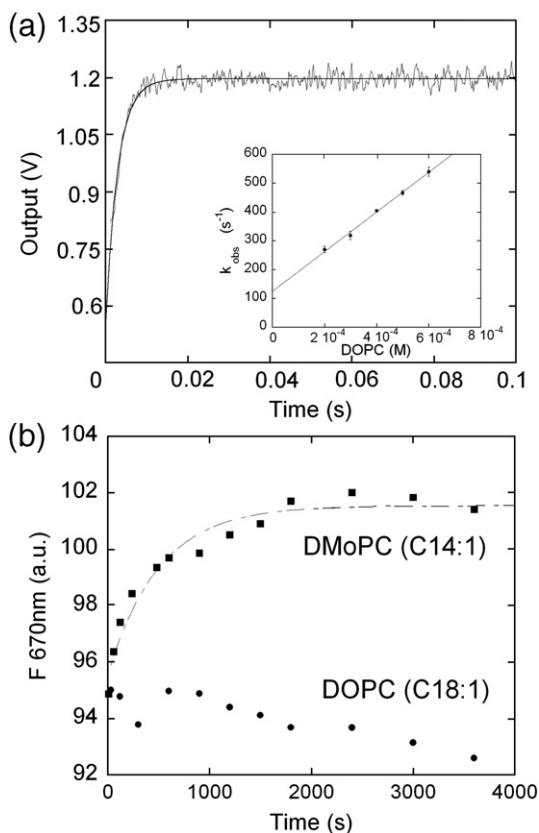 (a)
1.35
1.2
1.05
0.9
0.75
0.6
Output (V)
600
500
400
300
200
100
0
k obs (s-1)
0 2 10-4 4 10-4 6 10-4 8 10-4
DOPC (M)
0 0.02 0.04 0.06 0.08 0.1
Time (s)
(b)
104
102
100
98
96
94
92
F 670nm (a.u.)
DMoPC (C14:1)
DOPC (C18:1)
0 1000 2000 3000 4000
Time (s)